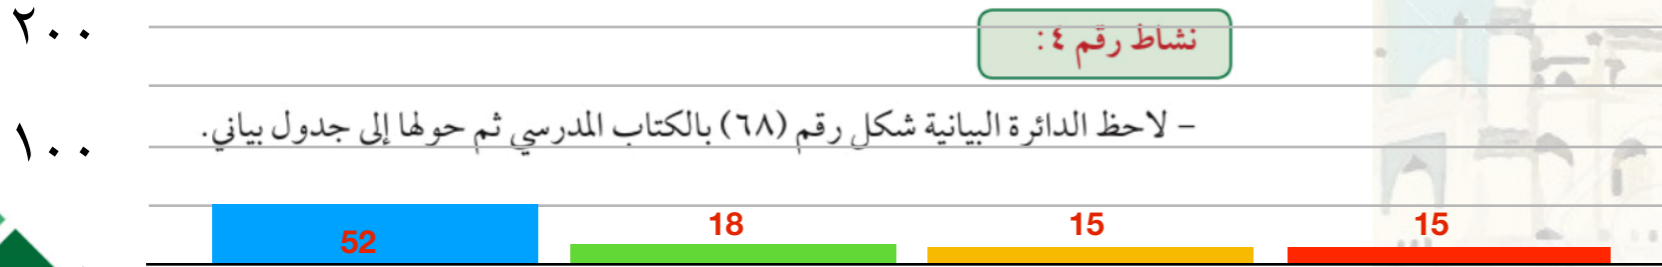 ٢٠٠
نشاط رقم ٤:
١٠٠
– لاحظ الدائرة البيانية شكل رقم (٦٨) بالكتاب المدرسي ثم حولها إلى جدول بياني.
52 18 15 15